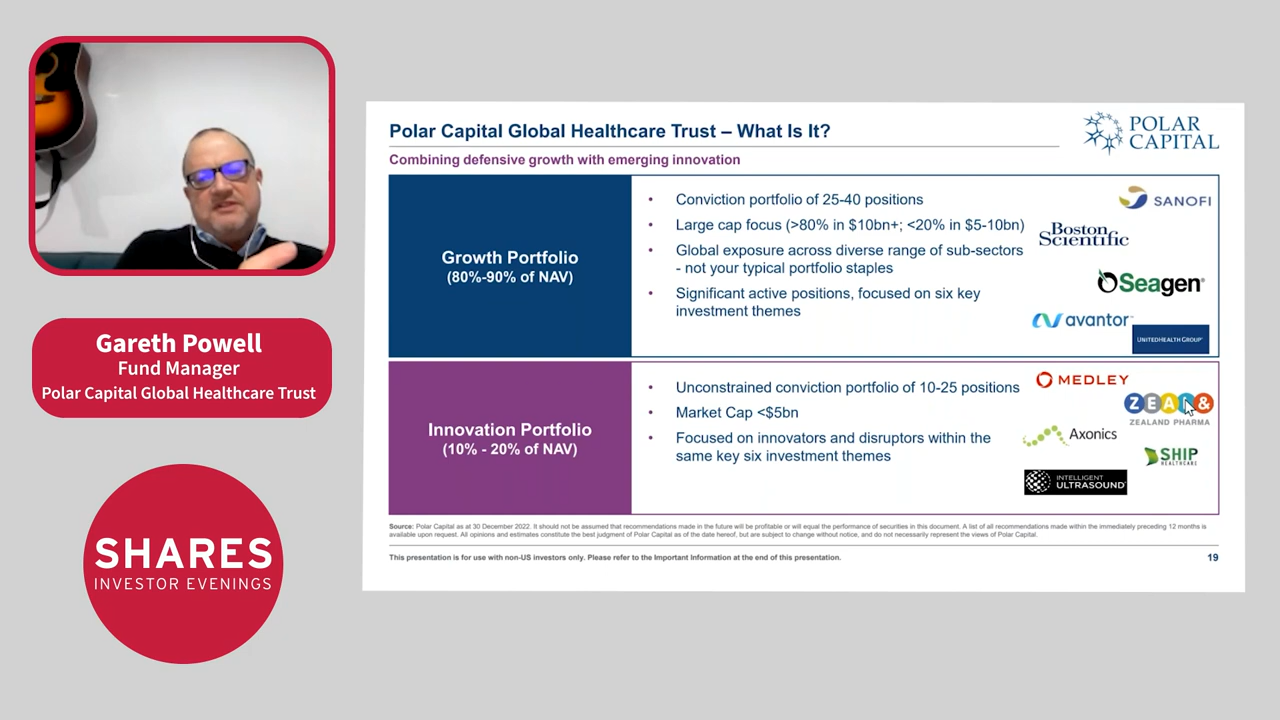 Gareth Powell
Fund Manager
Polar Capital Global Healthcare Trust
SHARES
INVESTOR EVENINGS
Polar Capital Global Healthcare Trust – What Is It?
POLAR
CAPITAL
Combining defensive growth with emerging innovation
Growth Portfolio
(80%-90% of NAV)
• Conviction portfolio of 25-40 positions
• Large cap focus (>80% in $10bn+; <20% in $5-10bn)
• Global exposure across diverse range of sub-sectors
- not your typical portfolio staples
• Significant active positions, focused on six key
investment themes
SANOFI
Boston
Scientific
Seagen
avantor
UNITEDHEALTH GROUP
Innovation Portfolio
(10% - 20% of NAV)
• Unconstrained conviction portfolio of 10-25 positions
• Market Cap <$5bn
• Focused on innovators and disruptors within the
same key six investment themes
MEDLEY
ZEALAND PHARMA
Axonics
SHIP
HEALTHCARE
INTELLIGENT
ULTRASOUND
Source: Polar Capital as at 30 December 2022. It should not be assumed that recommendations made in the future will be profitable or will equal the performance of securities in this document. A list of all recommendations made within the immediately preceding 12 months is
available upon request. All opinions and estimates constitute the best judgment of Polar Capital as of the date hereof, but are subject to change without notice, and do not necessarily represent the views of Polar Capital.
This presentation is for use with non-US investors only. Please refer to the Important Information at the end of this presentation.
19